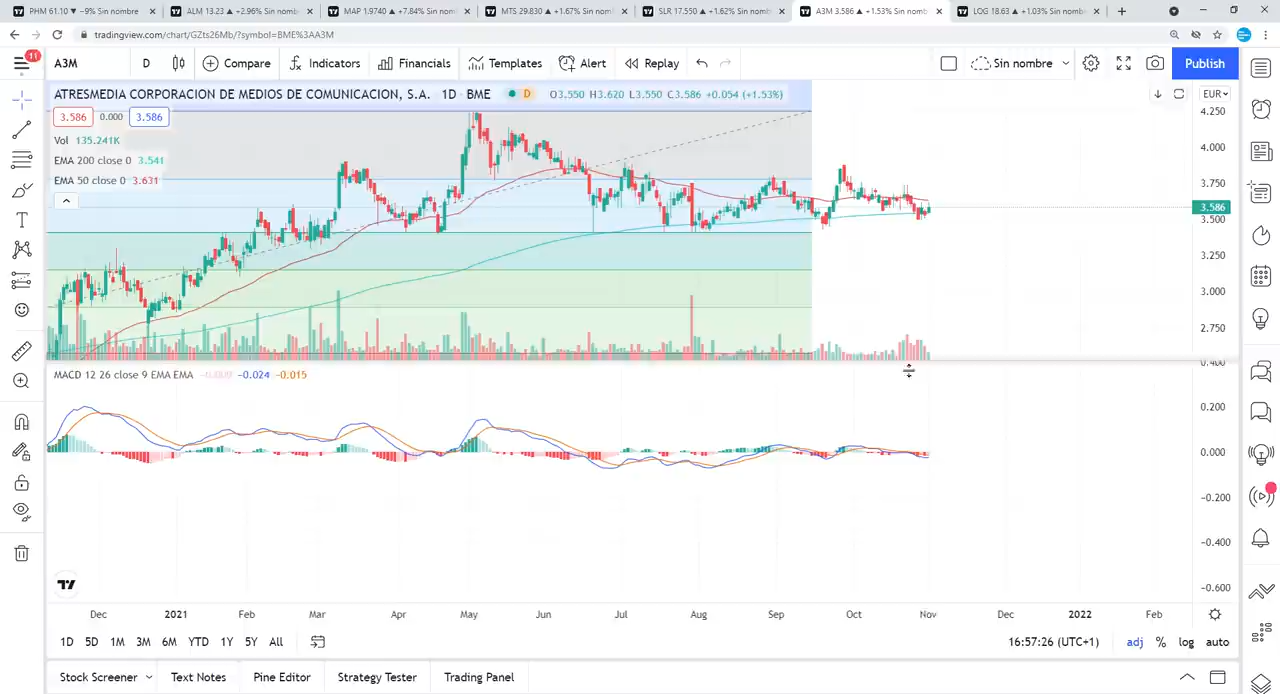 PHM 61.10 ▼ −9% Sin nomb
ALM 13.23 ▲ +2.96% Sin nomb
MAP 1.9740 ▲ +7.84% Sin nomb
MTS 29.830 ▲ +1.67% Sin nomb
SLR 17.550 ▲ +1.62% Sin nomb
A3M 3.586 ▲ +1.53% Sin nomb
LOG 18.63 ▲ +1.03% Sin nomb
tradingview.com/chart/GZts26Mb/?symbol=BME%3AA3M
11
A3M D Compare Indicators Financials Templates Alert Replay Sin nombre Publish
ATRESMEDIA CORPORACION DE MEDIOS DE COMUNICACION, S.A. 1D BME D O3.550 H3.620 L3.550 C3.586 +0.054 (+1.53%)
EUR
3.586 0.000 3.586
Vol 135.241K
EMA 200 close 0 3.541
EMA 50 close 0 3.631
4.250
4.000
3.750
3.586
3.500
3.250
3.000
2.750
MACD 12 26 close 9 EMA EMA −0.024 −0.015
0.400
0.200
0.000
−0.200
−0.400
−0.600
Dec 2021 Feb Mar Apr May Jun Jul Aug Sep Oct Nov Dec 2022 Feb
1D 5D 1M 3M 6M YTD 1Y 5Y All 16:57:26 (UTC+1) adj % log auto
Stock Screener Text Notes Pine Editor Strategy Tester Trading Panel